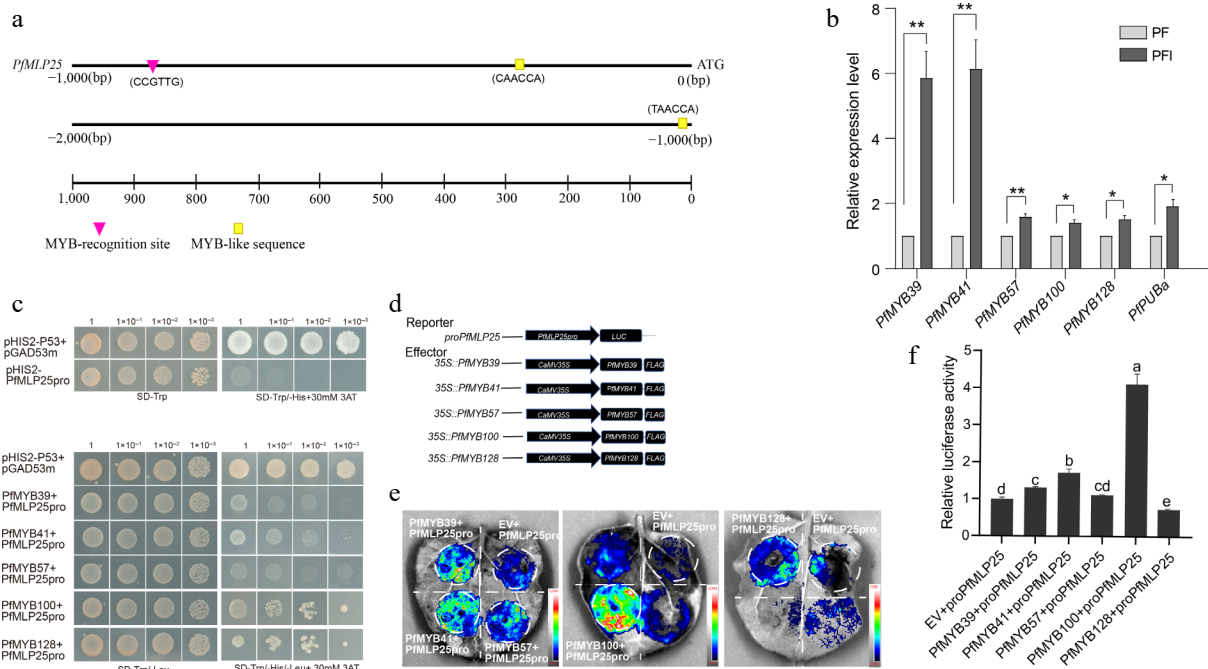 a
PfMLP25
ATG
−1,000(bp)
(CCGTTG)
(CAACCA)
0 (bp)
(TAACCA)
−2,000(bp)
−1,000(bp)
1,000 900 800 700 600 500 400 300 200 100 0
MYB-recognition site
MYB-like sequence
b
Relative expression level
8
6
4
2
0
** ** ** * * *
PF
PFI
PfMYB39 PfMYB41 PfMYB57 PfMYB100 PfMYB128 PfPUBa
c
1 1×10⁻¹ 1×10⁻² 1×10⁻³ 1 1×10⁻¹ 1×10⁻² 1×10⁻³
pHIS2-P53+
pGAD53m
pHIS2-
PfMLP25pro
SD-Trp
SD-Trp/-His+30mM 3AT
1 1×10⁻¹ 1×10⁻² 1×10⁻³ 1 1×10⁻¹ 1×10⁻² 1×10⁻³
pHIS2-P53+
pGAD53m
PfMYB39+
PfMLP25pro
PfMYB41+
PfMLP25pro
PfMYB57+
PfMLP25pro
PfMYB100+
PfMLP25pro
PfMYB128+
PfMLP25pro
SD-Trp/-Leu
SD-Trp/-His/-Leu+ 30mM 3AT
d
Reporter
proPfMLP25 PfMLP25pro LUC
Effector
35S::PfMYB39 CaMV35S PfMYB39 FLAG
35S::PfMYB41 CaMV35S PfMYB41 FLAG
35S::PfMYB57 CaMV35S PfMYB57 FLAG
35S::PfMYB100 CaMV35S PfMYB100 FLAG
35S::PfMYB128 CaMV35S PfMYB128 FLAG
e
PfMYB39+
PfMLP25pro
EV+
PfMLP25pro
PfMYB41+
PfMLP25pro
PfMYB57+
PfMLP25pro
EV+
PfMLP25pro
PfMYB100+
PfMLP25pro
PfMYB128+
PfMLP25pro
EV+
PfMLP25pro
f
Relative luciferase activity
5
4
3
2
1
0
d c b cd a e
EV+proPfMLP25
PfMYB39+proPfMLP25
PfMYB41+proPfMLP25
PfMYB57+proPfMLP25
PfMYB100+proPfMLP25
PfMYB128+proPfMLP25